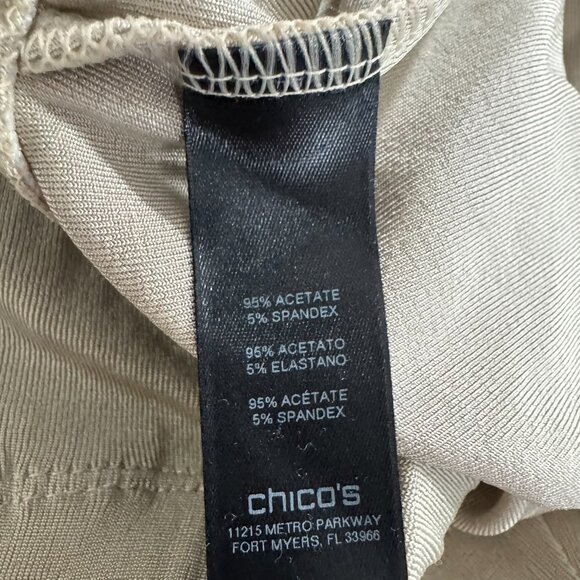 95% ACETATE
5% SPANDEX
95% ACETATO
5% ELASTANO
95% ACÉTATE
5% SPANDEX
chico's
11215 METRO PARKWAY
FORT MYERS, FL 33966